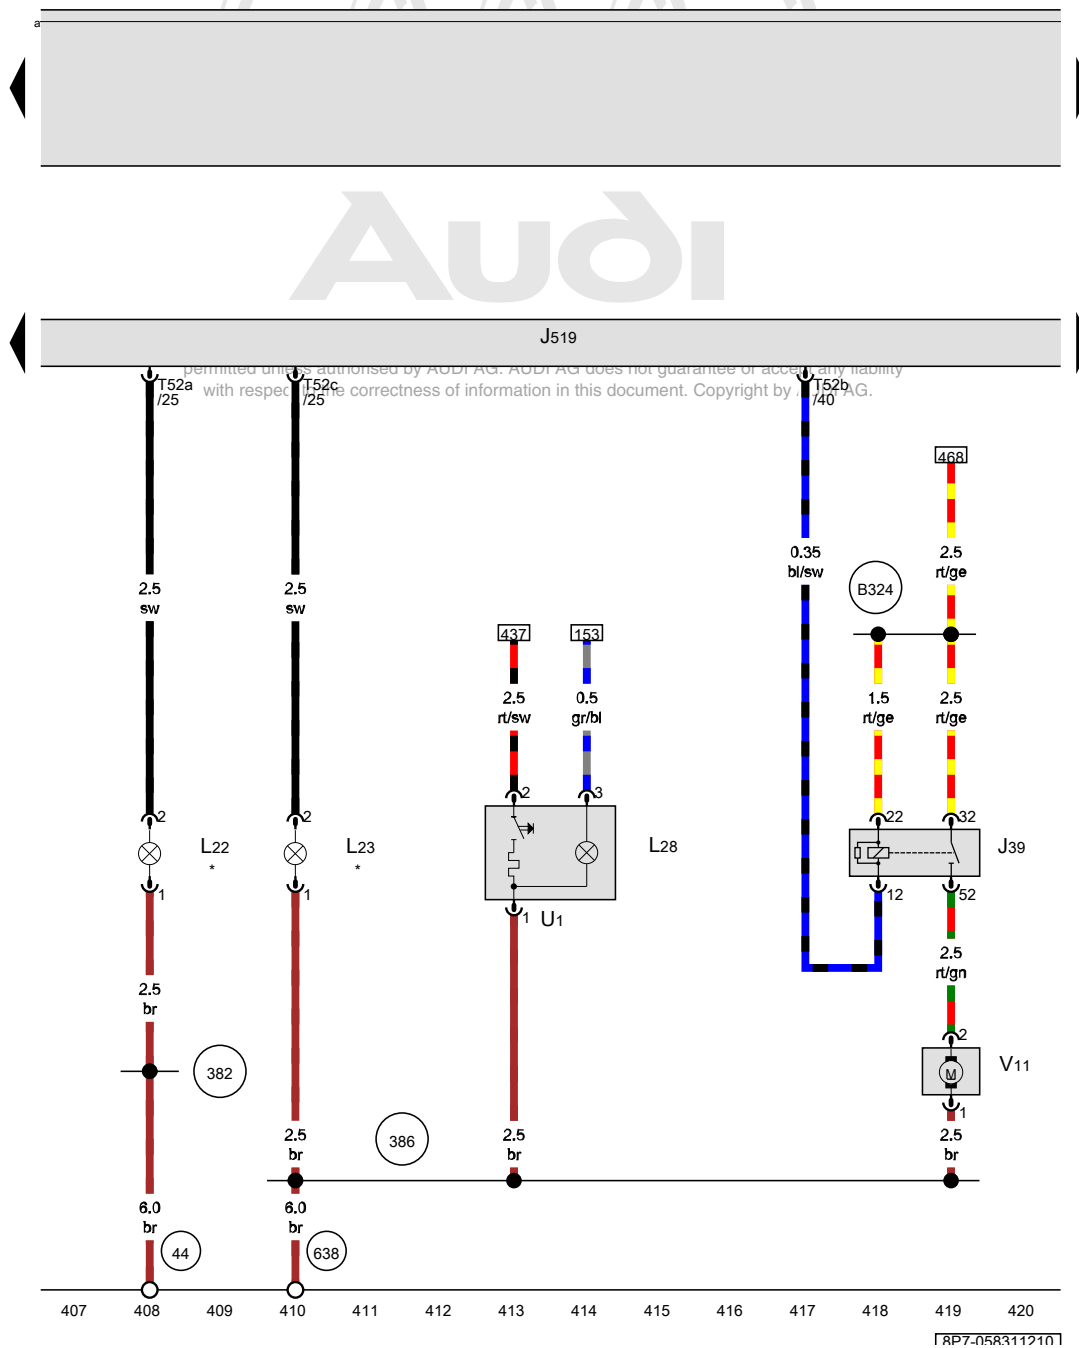 a
Audi
J519
permitted unless authorised by AUDI AG. AUDI AG does not guarantee or accept any liability
with respect to the correctness of information in this document. Copyright by AUDI AG.
T52a
/25
T52c
/25
T52b
/40
468
0.35
bl/sw
2.5
rt/ge
2.5
sw
2.5
sw
B324
437
153
2.5
rt/sw
0.5
gr/bl
1.5
rt/ge
2.5
rt/ge
2
3
2
2
22
32
L22
*
L23
*
L28
J39
1
1
12
52
1
U1
2.5
rt/gn
2.5
br
2
V11
M
382
1
386
2.5
br
2.5
br
2.5
br
6.0
br
6.0
br
44
638
407 408 409 410 411 412 413 414 415 416 417 418 419 420
8P7-058311210